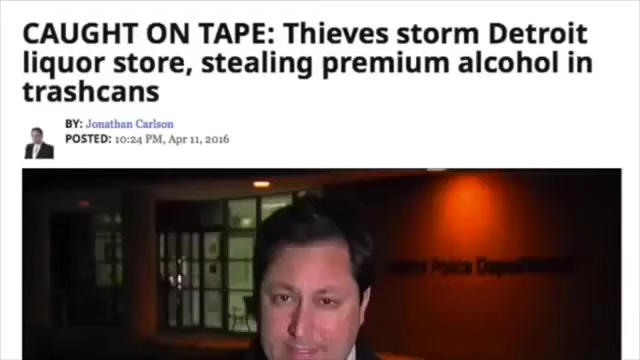 CAUGHT ON TAPE: Thieves storm Detroit
liquor store, stealing premium alcohol in
trashcans
BY: Jonathan Carlson
POSTED: 10:24 PM, Apr 11, 2016
Police